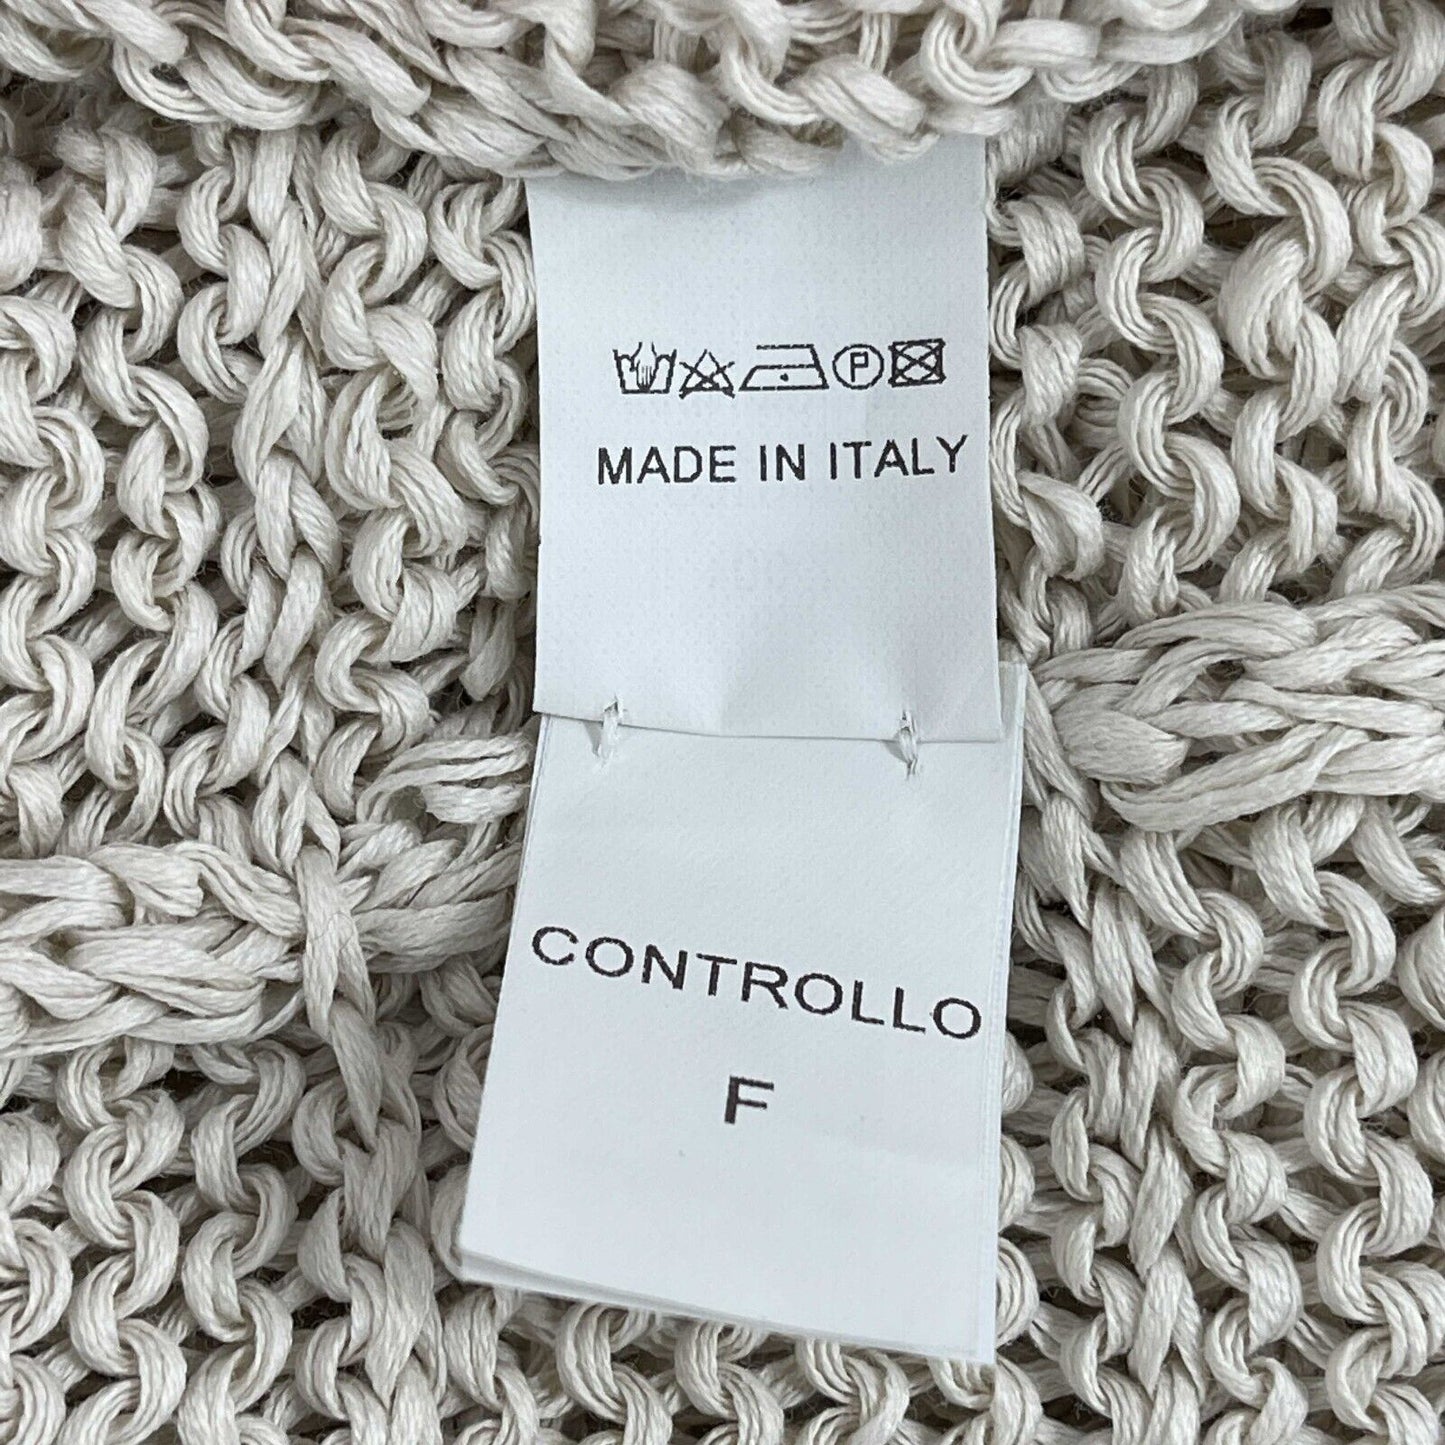 P
MADE IN ITALY
CONTROLLO
F